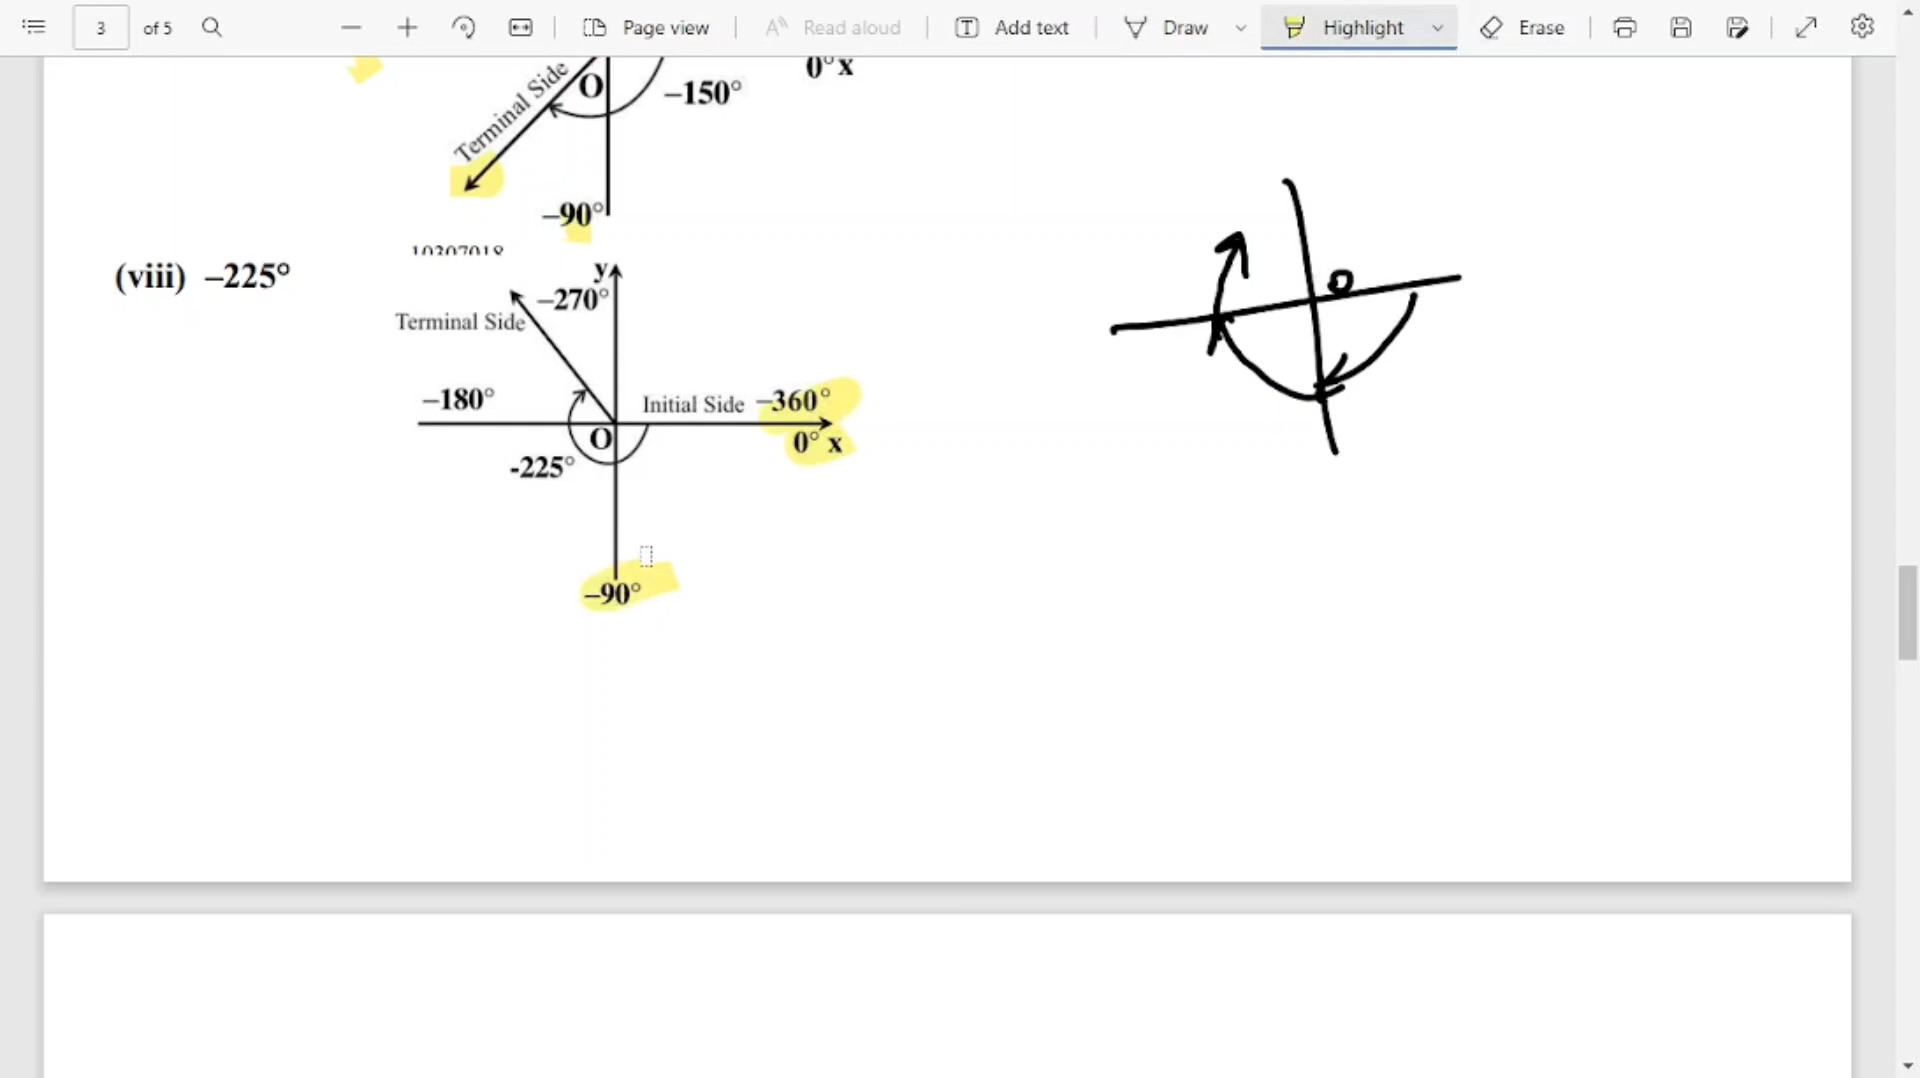 3 of 5 Page view Read aloud Add text Draw Highlight Erase
Terminal Side
O
–150°
0° x
–90°
10307018
(viii) –225°
y
–270°
Terminal Side
–180°
Initial Side –360°
O
0° x
-225°
–90°
O